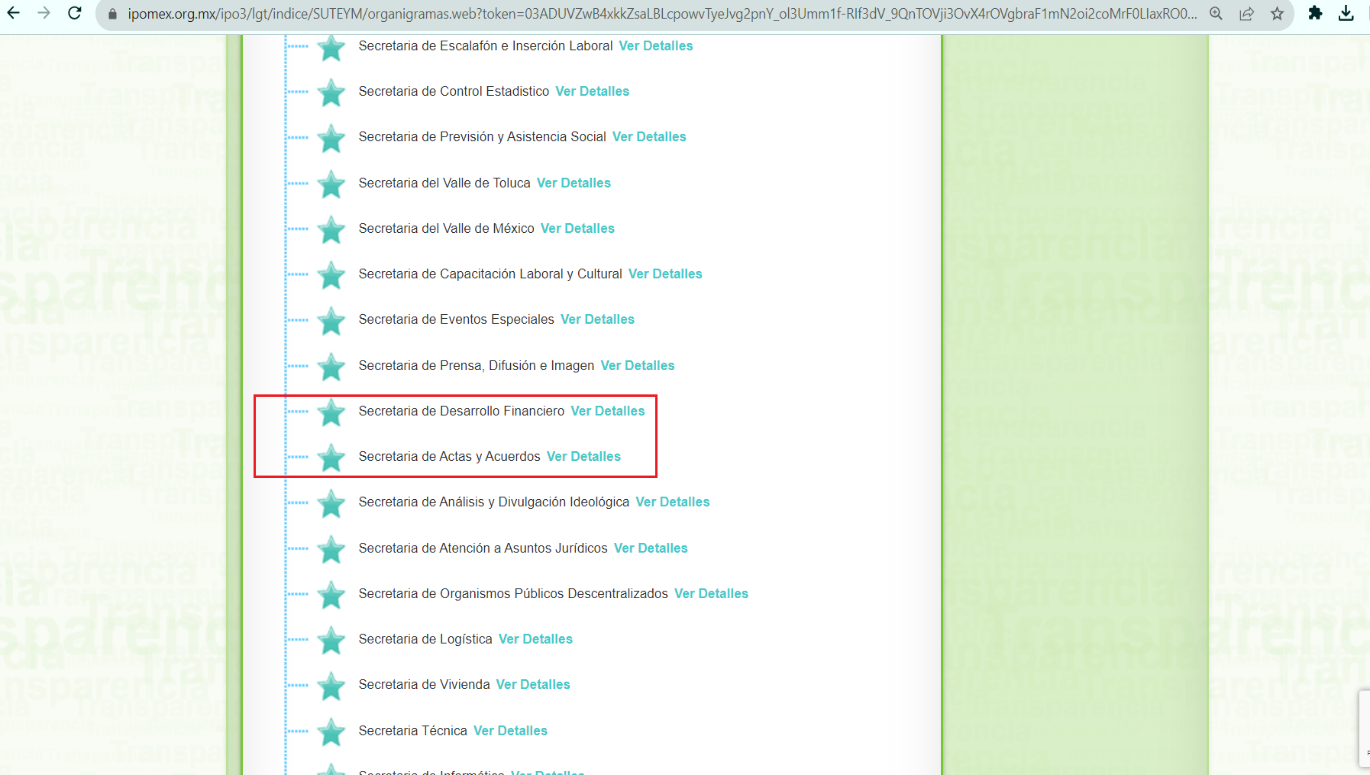 ipomex.org.mx/ipo3/lgt/indice/SUTEYM/organigramas.web?token=03ADUVZwB4xkkZsaLBLcpowvTyeJvg2pnY_ol3Umm1f-RIf3dV_9QnTOVji3OvX4rOVgbraF1mN2oi2coMrF0LIaxRO0...
Secretaria de Escalafón e Inserción Laboral Ver Detalles
Secretaria de Control Estadistico Ver Detalles
Secretaria de Previsión y Asistencia Social Ver Detalles
Secretaria del Valle de Toluca Ver Detalles
Secretaria del Valle de México Ver Detalles
Secretaria de Capacitación Laboral y Cultural Ver Detalles
Secretaria de Eventos Especiales Ver Detalles
Secretaria de Prensa, Difusión e Imagen Ver Detalles
Secretaria de Desarrollo Financiero Ver Detalles
Secretaria de Actas y Acuerdos Ver Detalles
Secretaria de Análisis y Divulgación Ideológica Ver Detalles
Secretaria de Atención a Asuntos Jurídicos Ver Detalles
Secretaria de Organismos Públicos Descentralizados Ver Detalles
Secretaria de Logística Ver Detalles
Secretaria de Vivienda Ver Detalles
Secretaria Técnica Ver Detalles
Secretaria de Informática Ver Detalles